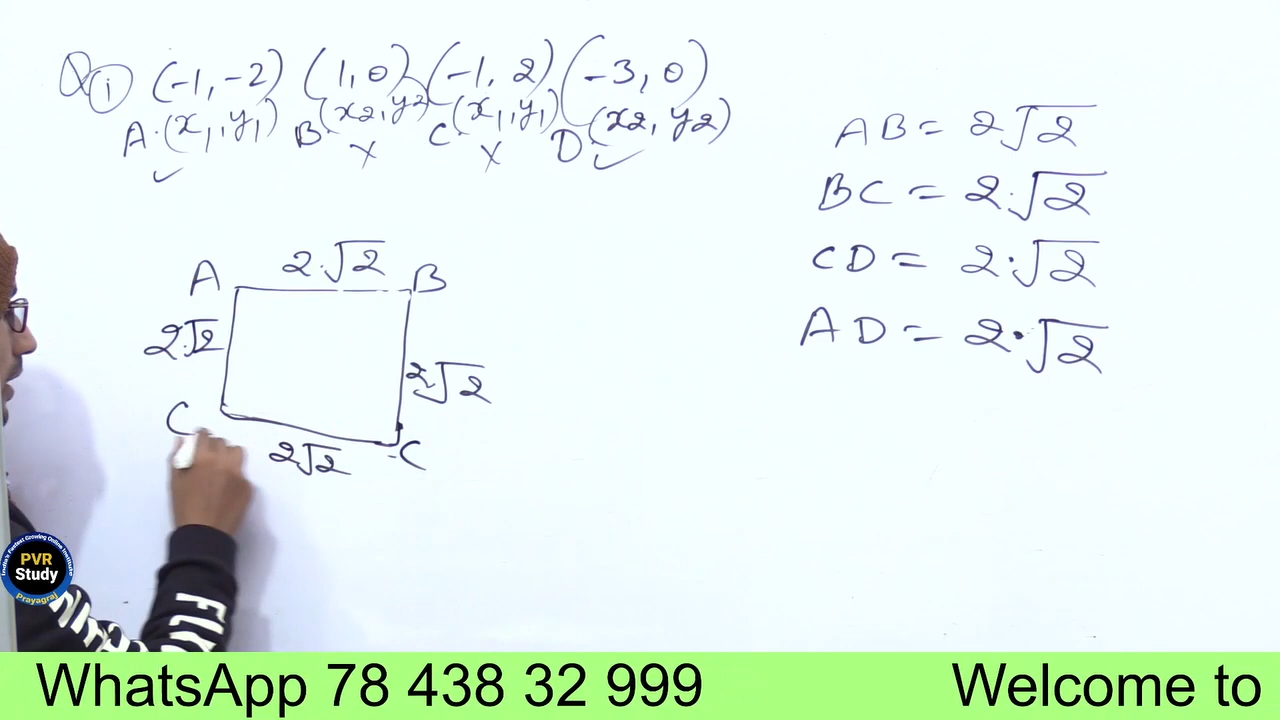 Qi (-1, -2) (1, 0) (-1, 2) (-3, 0)
A.(x1, y1) B(x2, y2) C.(x1, y1) D(x2, y2)
✓ X X ✓
AB = 2√2
BC = 2.√2
CD = 2.√2
AD = 2.√2
2.√2
A B
2.√2
2√2
C
2√2
C
PVR
Study
Prayagraj
WhatsApp 78 438 32 999 Welcome to